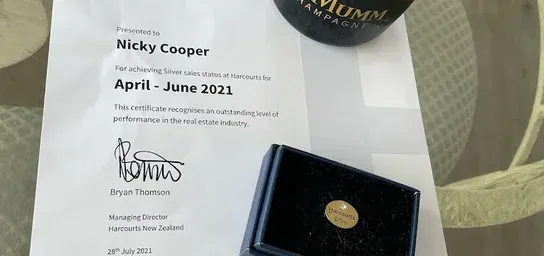 MUMM
CHAMPAGNE
Presented to
Nicky Cooper
For achieving Silver sales status at Harcourts for
April - June 2021
This certificate recognises an outstanding level of
performance in the real estate industry.
Bryan Thomson
Managing Director
Harcourts New Zealand
28th July 2021
Harcourts